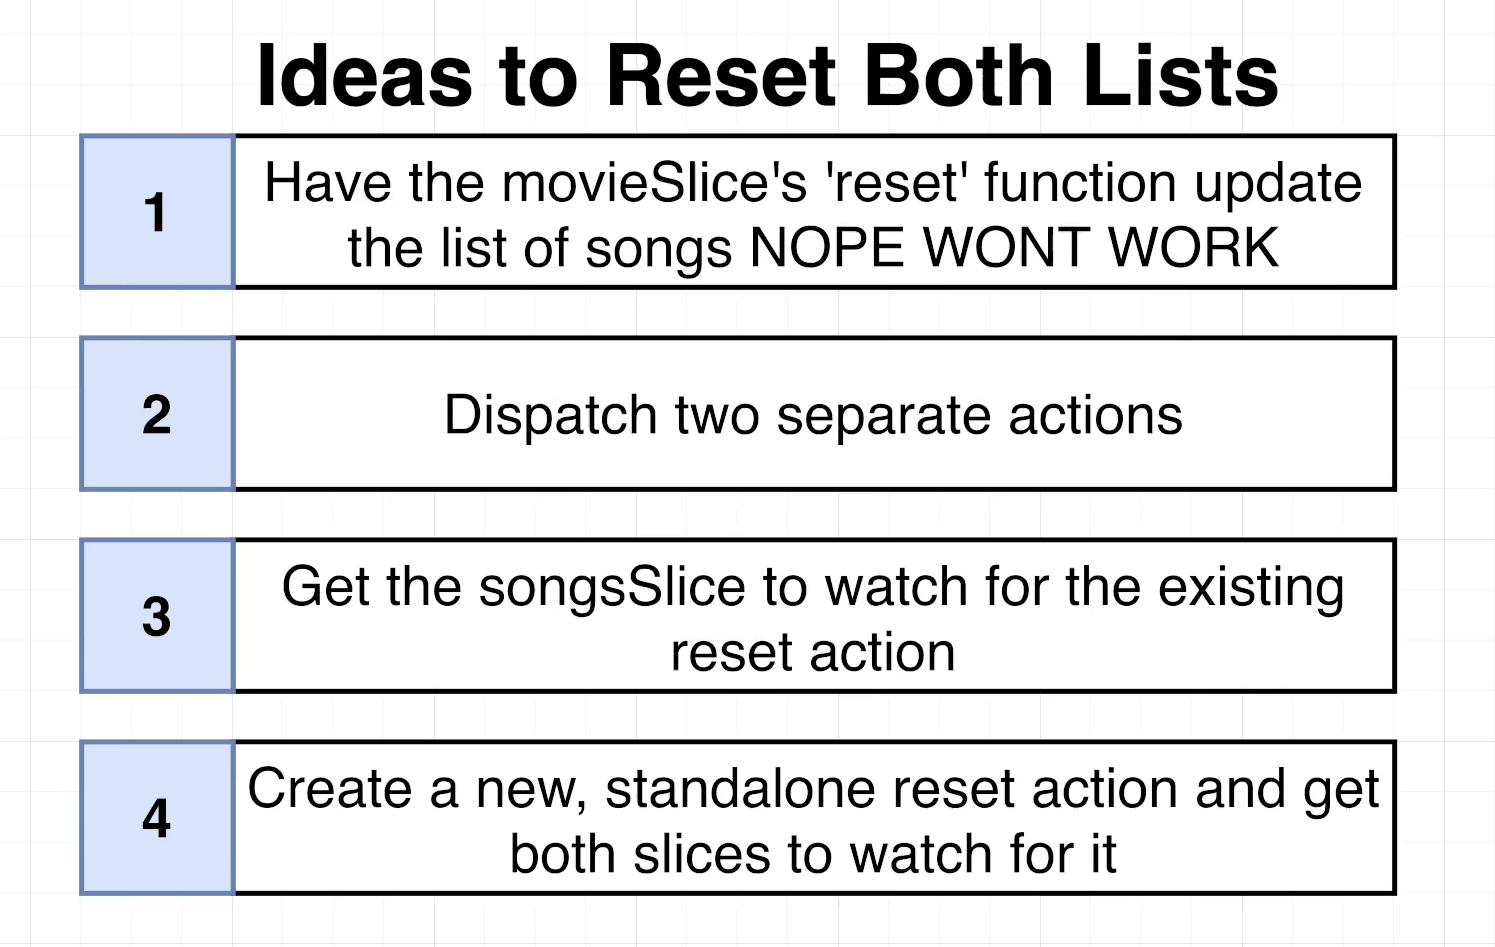 Ideas to Reset Both Lists
1
Have the movieSlice's 'reset' function update
the list of songs NOPE WONT WORK
2
Dispatch two separate actions
3
Get the songsSlice to watch for the existing
reset action
4
Create a new, standalone reset action and get
both slices to watch for it